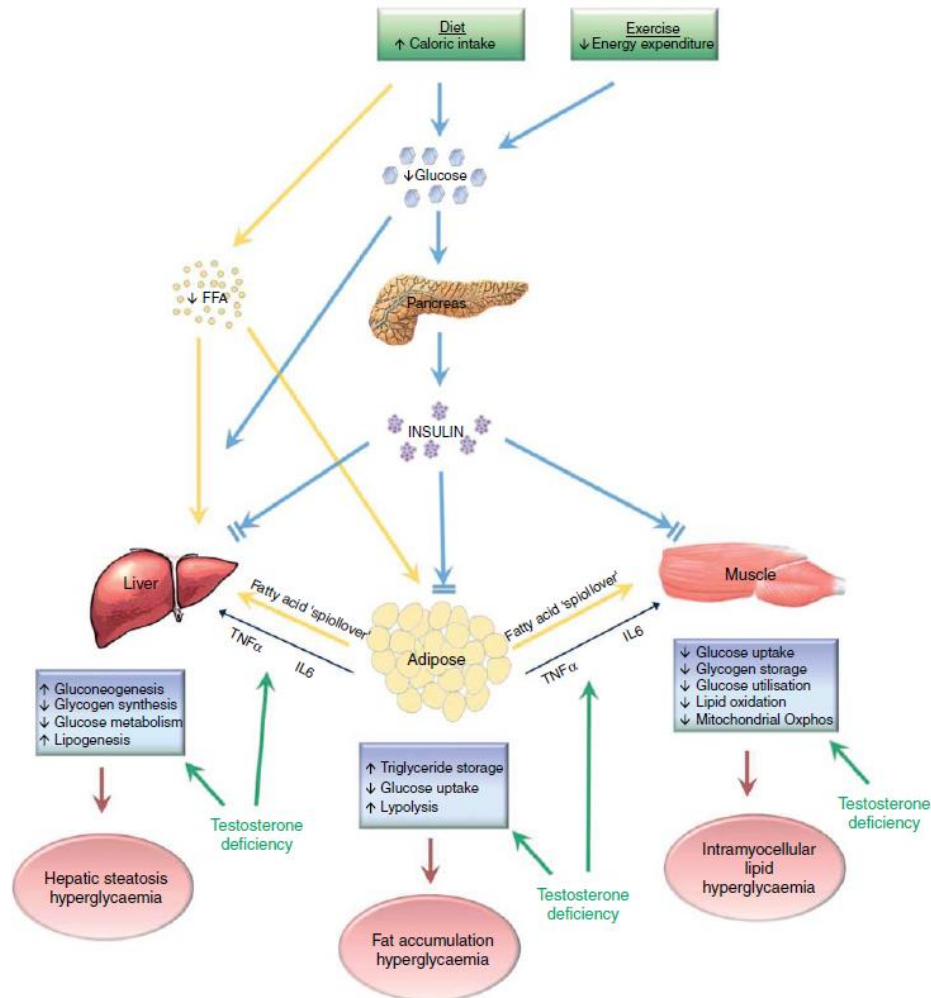 Diet
↑ Caloric intake
Exercise
↓ Energy expenditure
↓ Glucose
↓ FFA
Pancreas
INSULIN
Liver
Muscle
Fatty acid 'spiollover'
TNFα
IL6
Adipose
Fatty acid 'spiollover'
TNFα
IL6
↑ Gluconeogenesis
↓ Glycogen synthesis
↓ Glucose metabolism
↑ Lipogenesis
↑ Triglyceride storage
↓ Glucose uptake
↑ Lypolysis
↓ Glucose uptake
↓ Glycogen storage
↓ Glucose utilisation
↓ Lipid oxidation
↓ Mitochondrial Oxphos
Testosterone
deficiency
Testosterone
deficiency
Testosterone
deficiency
Hepatic steatosis
hyperglycaemia
Fat accumulation
hyperglycaemia
Intramyocellular
lipid
hyperglycaemia